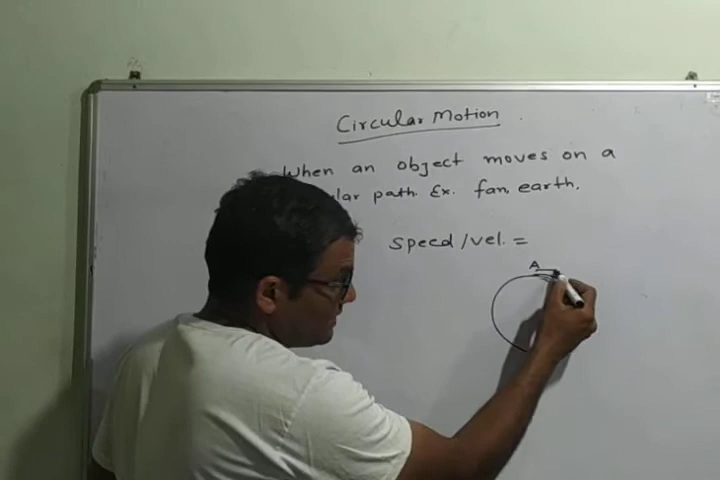 Circular Motion
When an object moves on a
lar path. Ex. fan, earth.
speed/vel. =
A